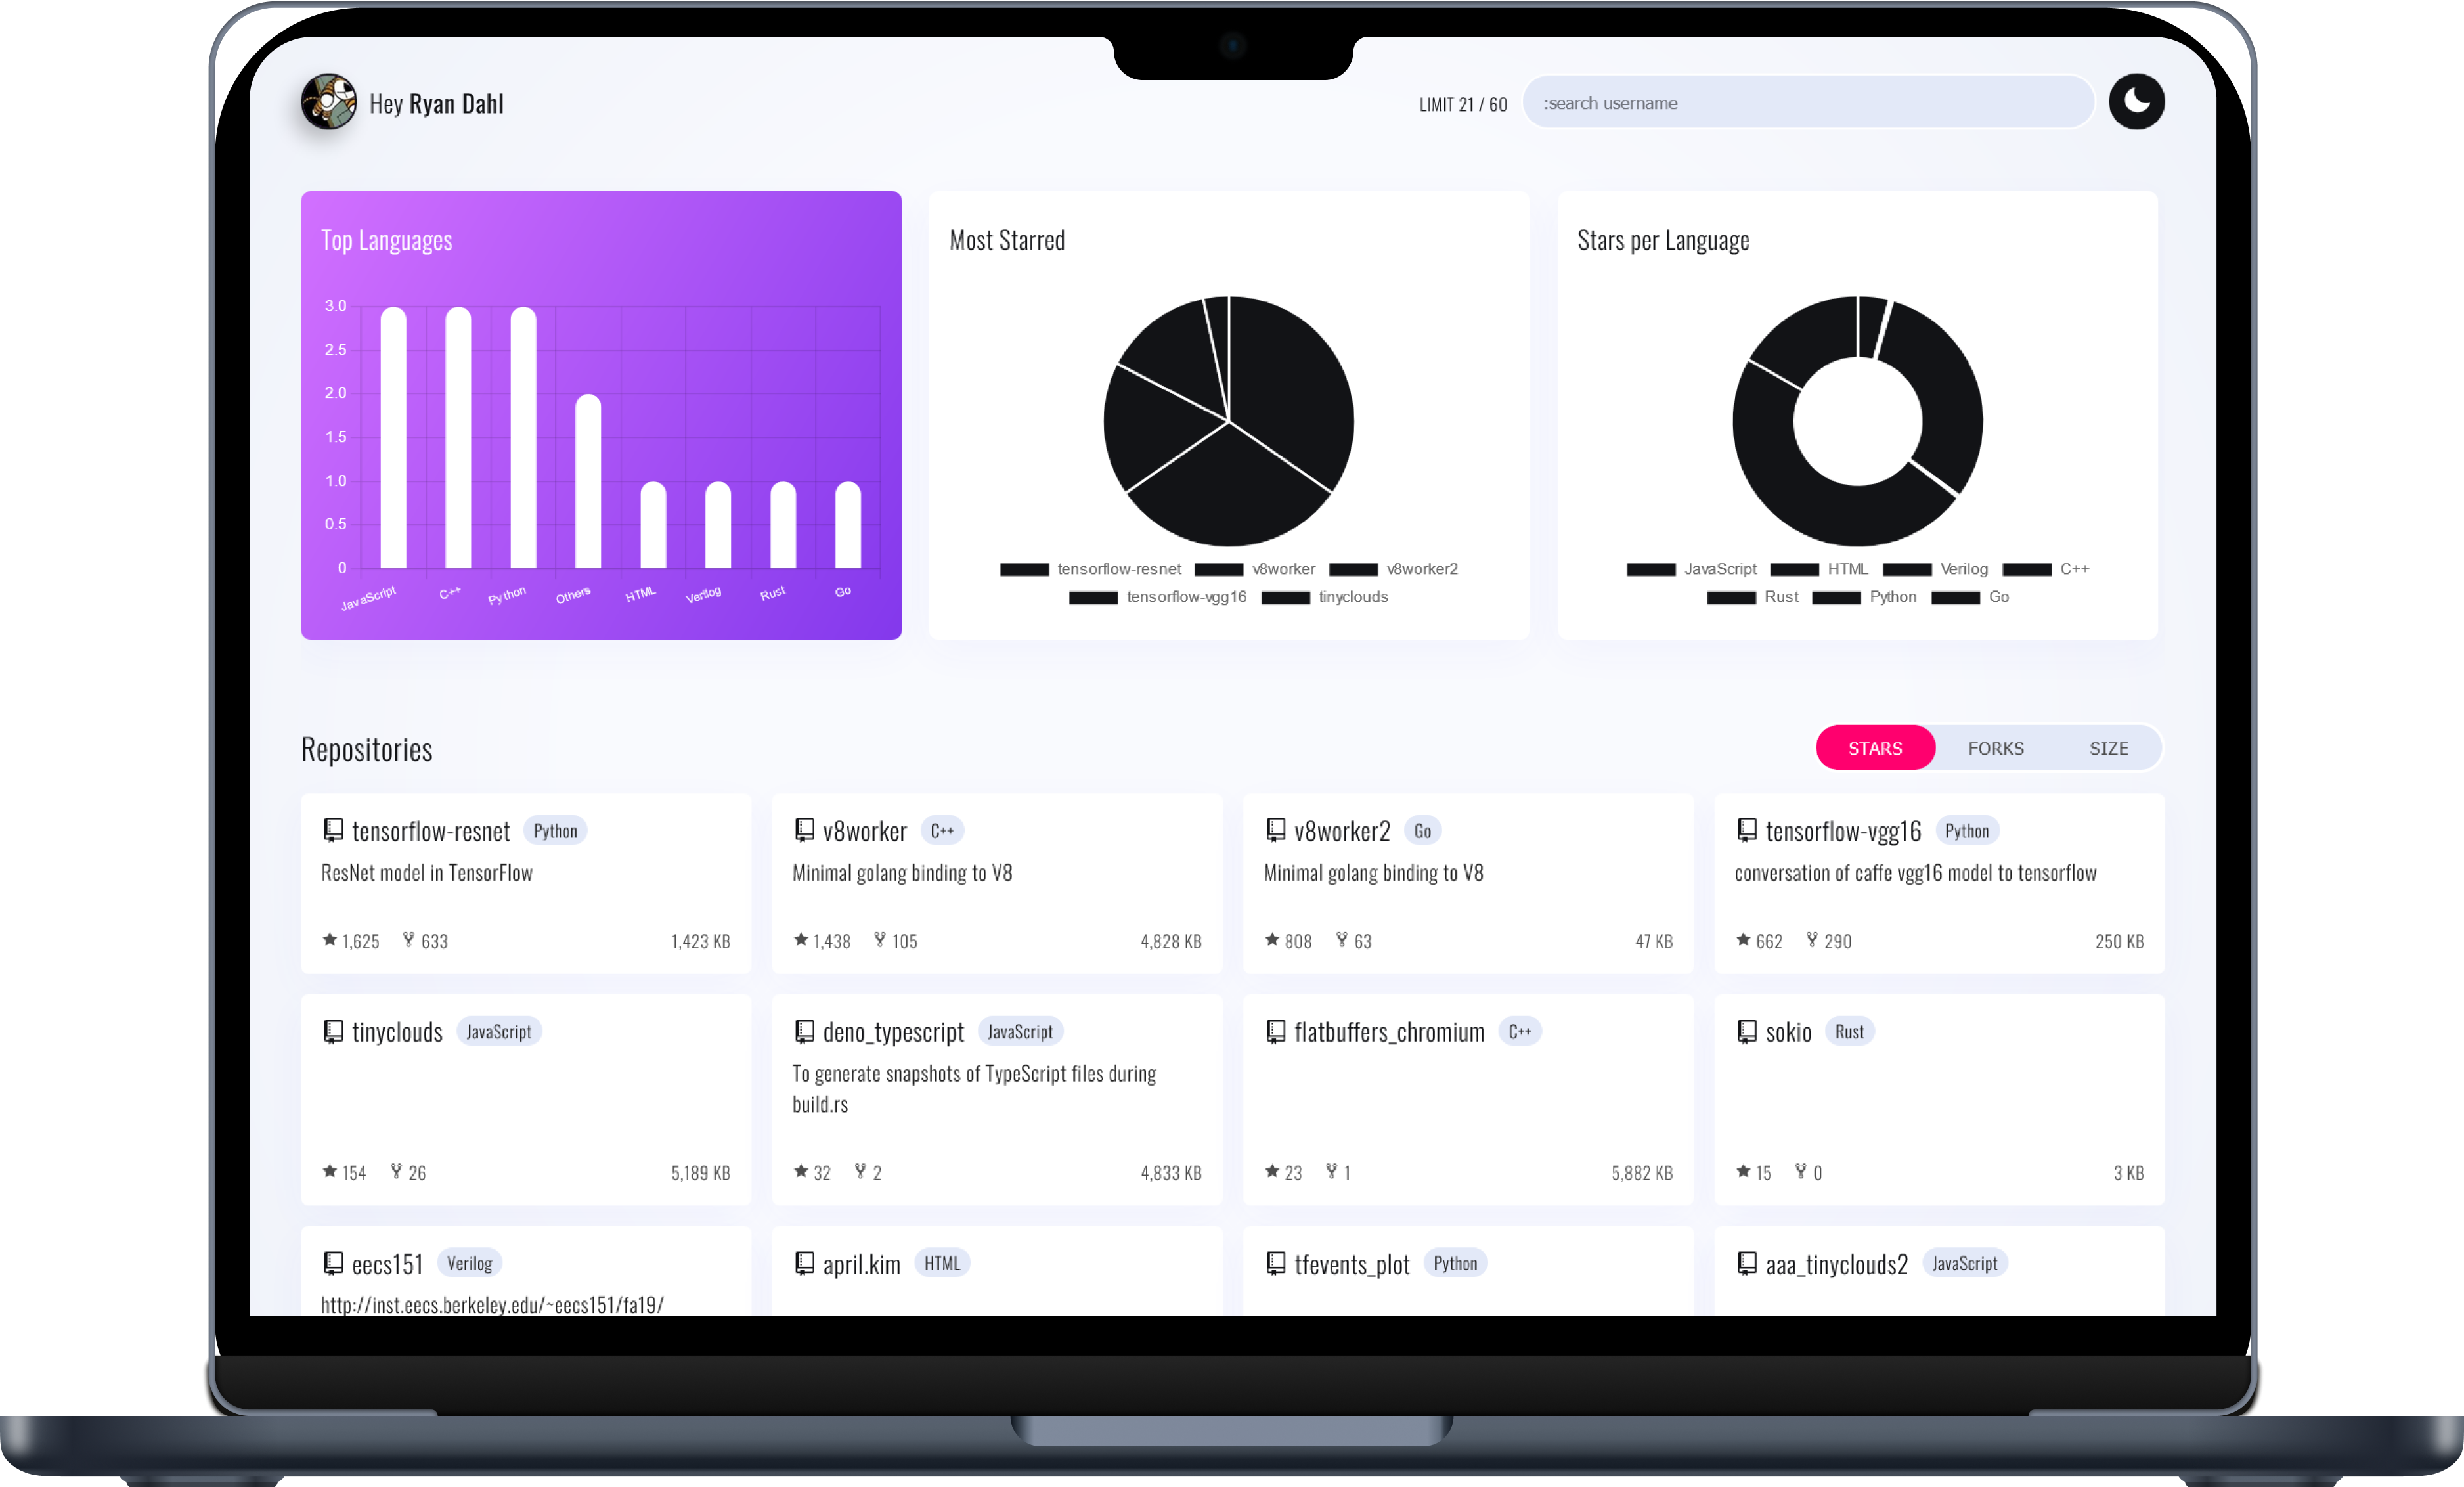 Hey Ryan Dahl
LIMIT 21 / 60
:search username
Top Languages
3.0
2.5
2.0
1.5
1.0
0.5
0
JavaScript
C++
Python
Others
HTML
Verilog
Rust
Go
Most Starred
tensorflow-resnet v8worker v8worker2
tensorflow-vgg16 tinyclouds
Stars per Language
JavaScript HTML Verilog C++
Rust Python Go
Repositories
STARS FORKS SIZE
tensorflow-resnet Python
ResNet model in TensorFlow
1,625 633 1,423 KB
v8worker C++
Minimal golang binding to V8
1,438 105 4,828 KB
v8worker2 Go
Minimal golang binding to V8
808 63 47 KB
tensorflow-vgg16 Python
conversation of caffe vgg16 model to tensorflow
662 290 250 KB
tinyclouds JavaScript
154 26 5,189 KB
deno_typescript JavaScript
To generate snapshots of TypeScript files during
build.rs
32 2 4,833 KB
flatbuffers_chromium C++
23 1 5,882 KB
sokio Rust
15 0 3 KB
eecs151 Verilog
http://inst.eecs.berkeley.edu/~eecs151/fa19/
april.kim HTML
tfevents_plot Python
aaa_tinyclouds2 JavaScript